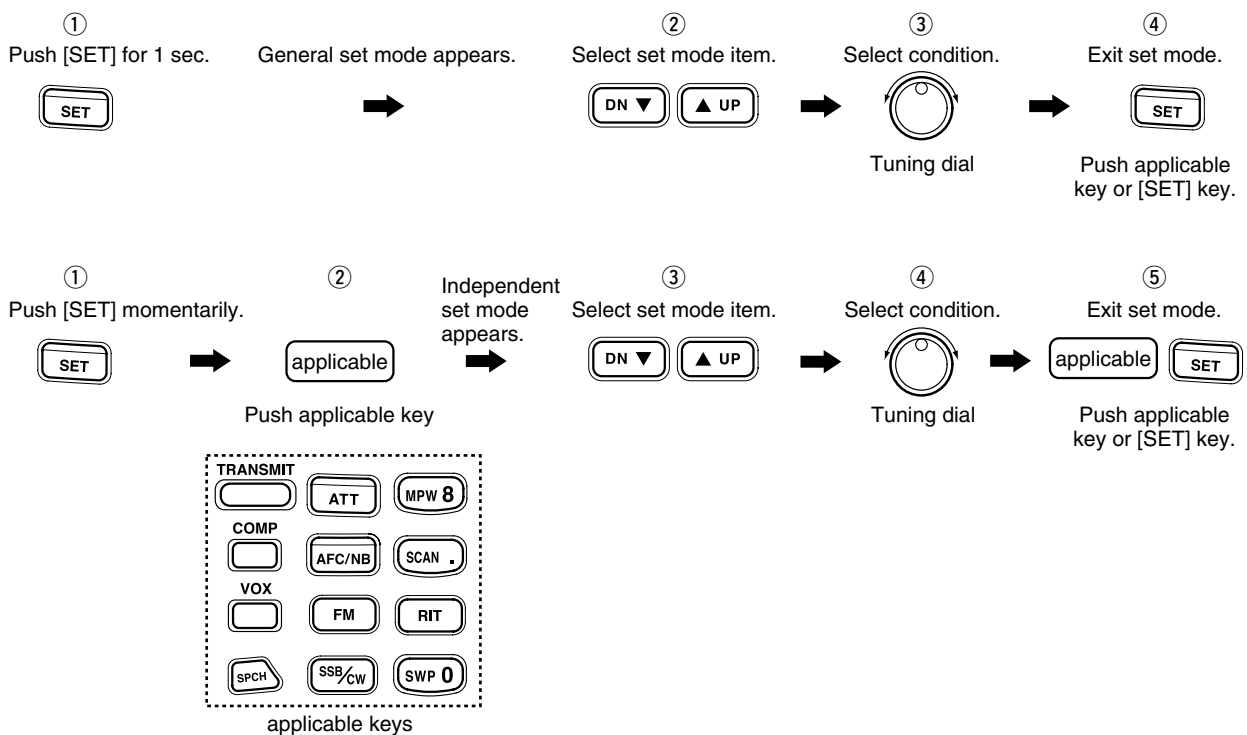 ① ② ③ ④
Push [SET] for 1 sec. General set mode appears. Select set mode item. Select condition. Exit set mode.
SET DN ▼ ▲ UP SET
Tuning dial Push applicable
key or [SET] key.
① ② ③ ④ ⑤
Push [SET] momentarily. Independent
set mode
appears. Select set mode item. Select condition. Exit set mode.
SET applicable DN ▼ ▲ UP applicable SET
Push applicable key Tuning dial Push applicable
key or [SET] key.
TRANSMIT ATT MPW 8
COMP AFC/NB SCAN .
VOX FM RIT
SPCH SSB/CW SWP 0
applicable keys